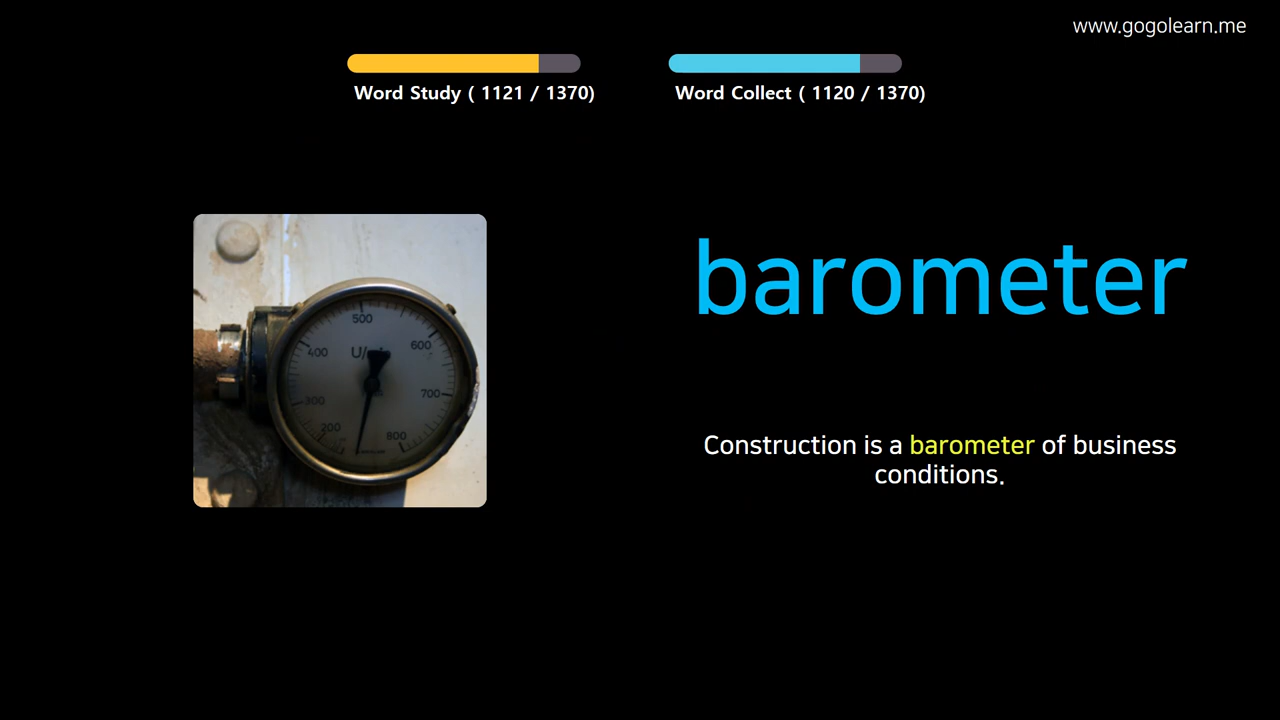 www.gogolearn.me
Word Study ( 1121 / 1370)
Word Collect ( 1120 / 1370)
barometer
500
400
600
300
700
200
800
Construction is a barometer of business
conditions.